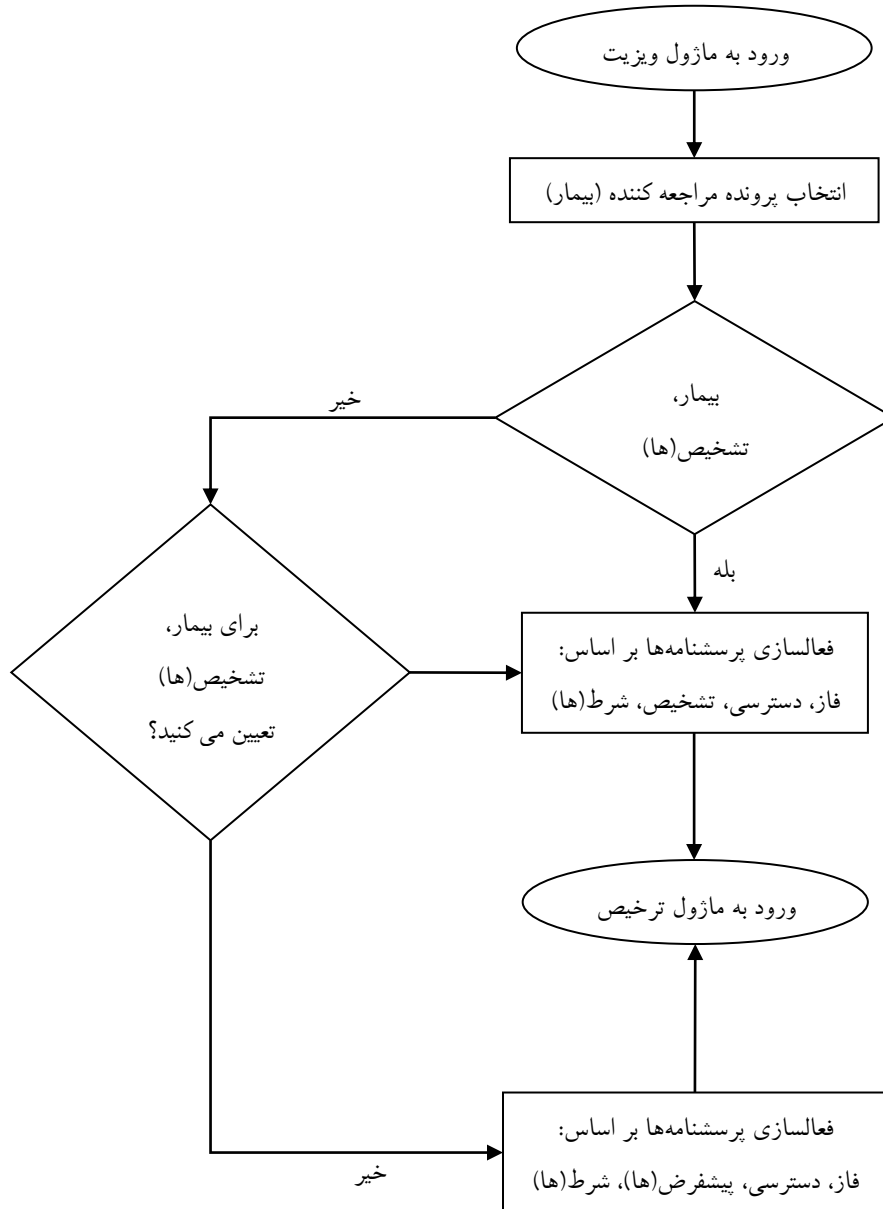 ورود به ماژول ویزیت
انتخاب پرونده مراجعه کننده (بیمار)
بیمار،
تشخیص(ها)
خیر
بله
برای بیمار،
تشخیص(ها)
تعیین می کنید؟
فعالسازی پرسشنامه‌ها بر اساس:
فاز، دسترسی، تشخیص، شرط(ها)
ورود به ماژول ترخیص
فعالسازی پرسشنامه‌ها بر اساس:
فاز، دسترسی، پیشفرض(ها)، شرط(ها)
خیر